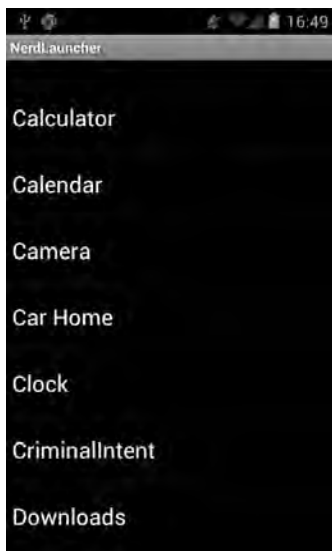 16:49
NerdLauncher
Calculator
Calendar
Camera
Car Home
Clock
CriminalIntent
Downloads